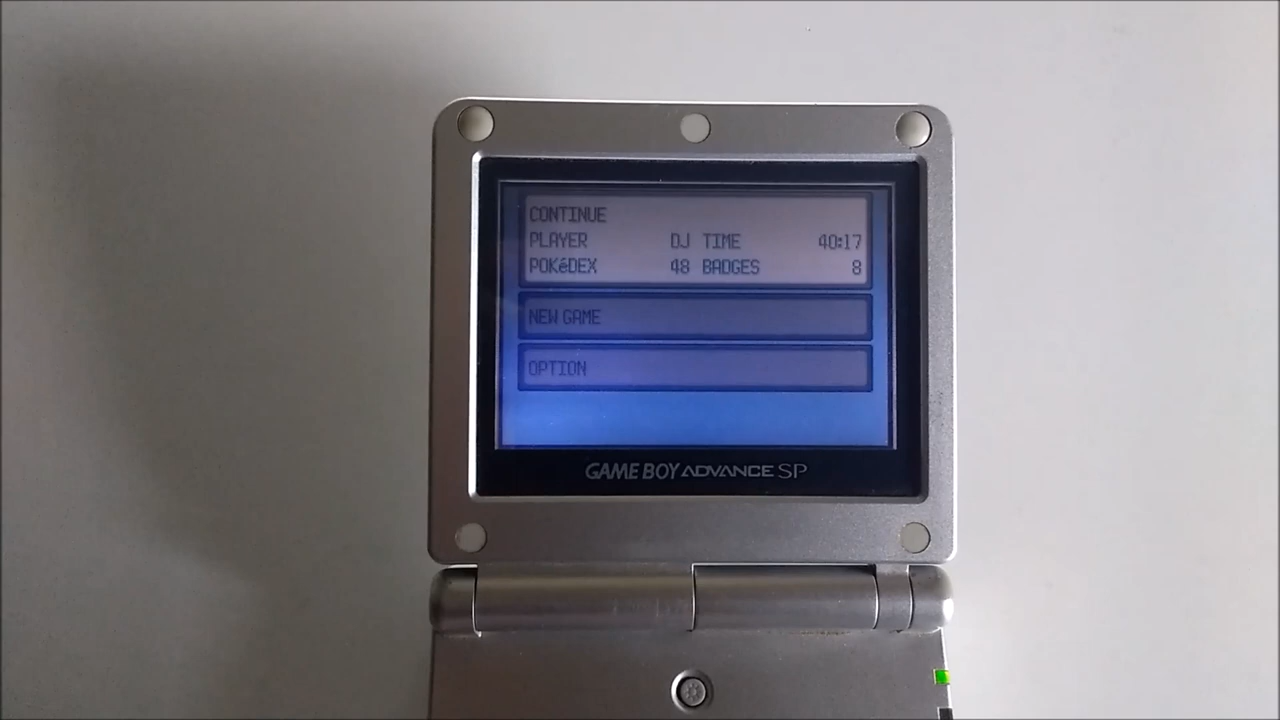 CONTINUE
PLAYER DJ TIME 40:17
POKéDEX 48 BADGES 8
NEW GAME
OPTION
GAME BOY ADVANCE SP